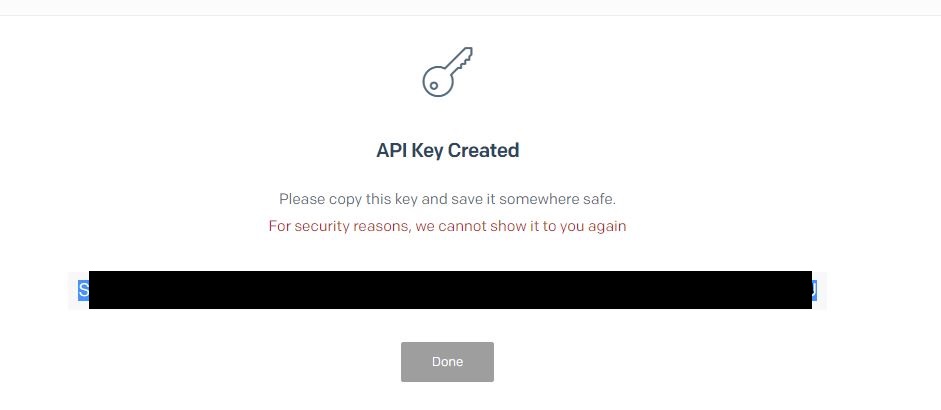 API Key Created
Please copy this key and save it somewhere safe.
For security reasons, we cannot show it to you again
S
Done